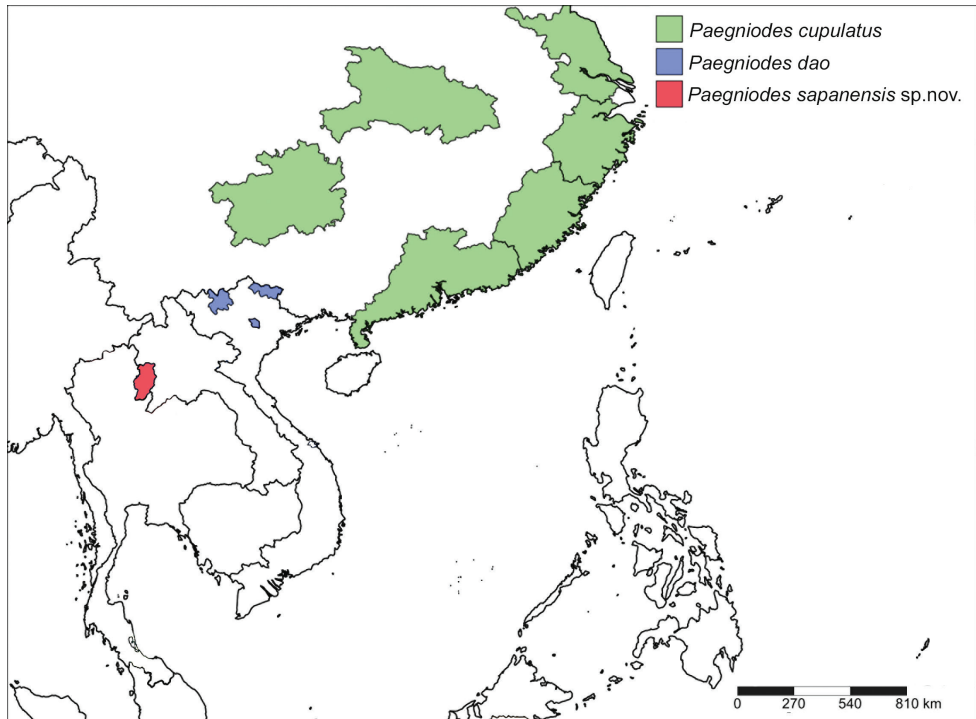 Paegniodes cupulatus
Paegniodes dao
Paegniodes sapanensis sp.nov.
0 270 540 810 km